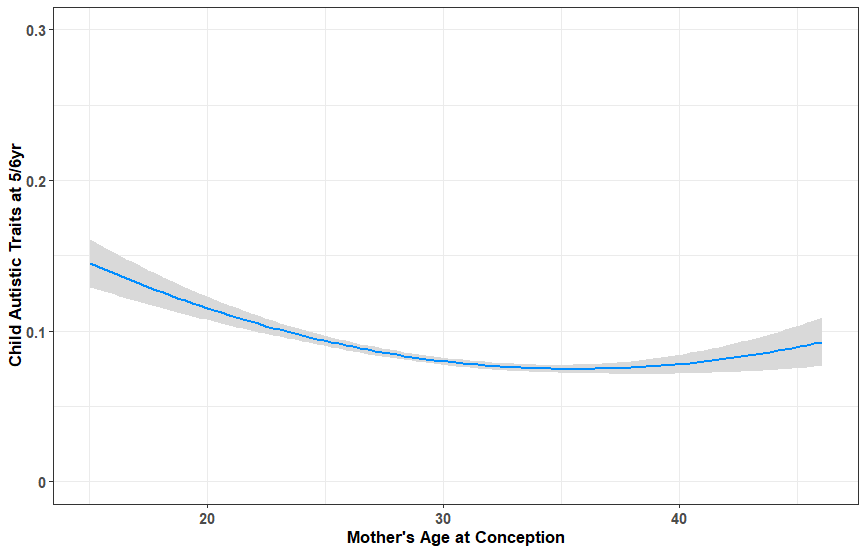 Child Autistic Traits at 5/6yr
0.3
0.2
0.1
0
20 30 40
Mother's Age at Conception